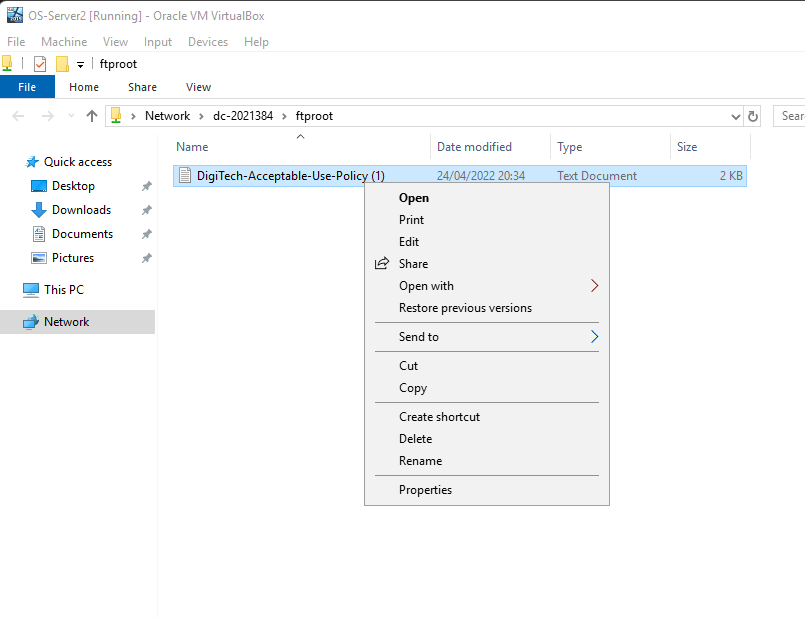 OS-Server2 [Running] - Oracle VM VirtualBox
File Machine View Input Devices Help
ftproot
File Home Share View
Network dc-2021384 ftproot
Name Date modified Type Size
DigiTech-Acceptable-Use-Policy (1) 24/04/2022 20:34 Text Document 2 KB
Quick access
Desktop
Downloads
Documents
Pictures
This PC
Network
Open
Print
Edit
Share
Open with
Restore previous versions
Send to
Cut
Copy
Create shortcut
Delete
Rename
Properties